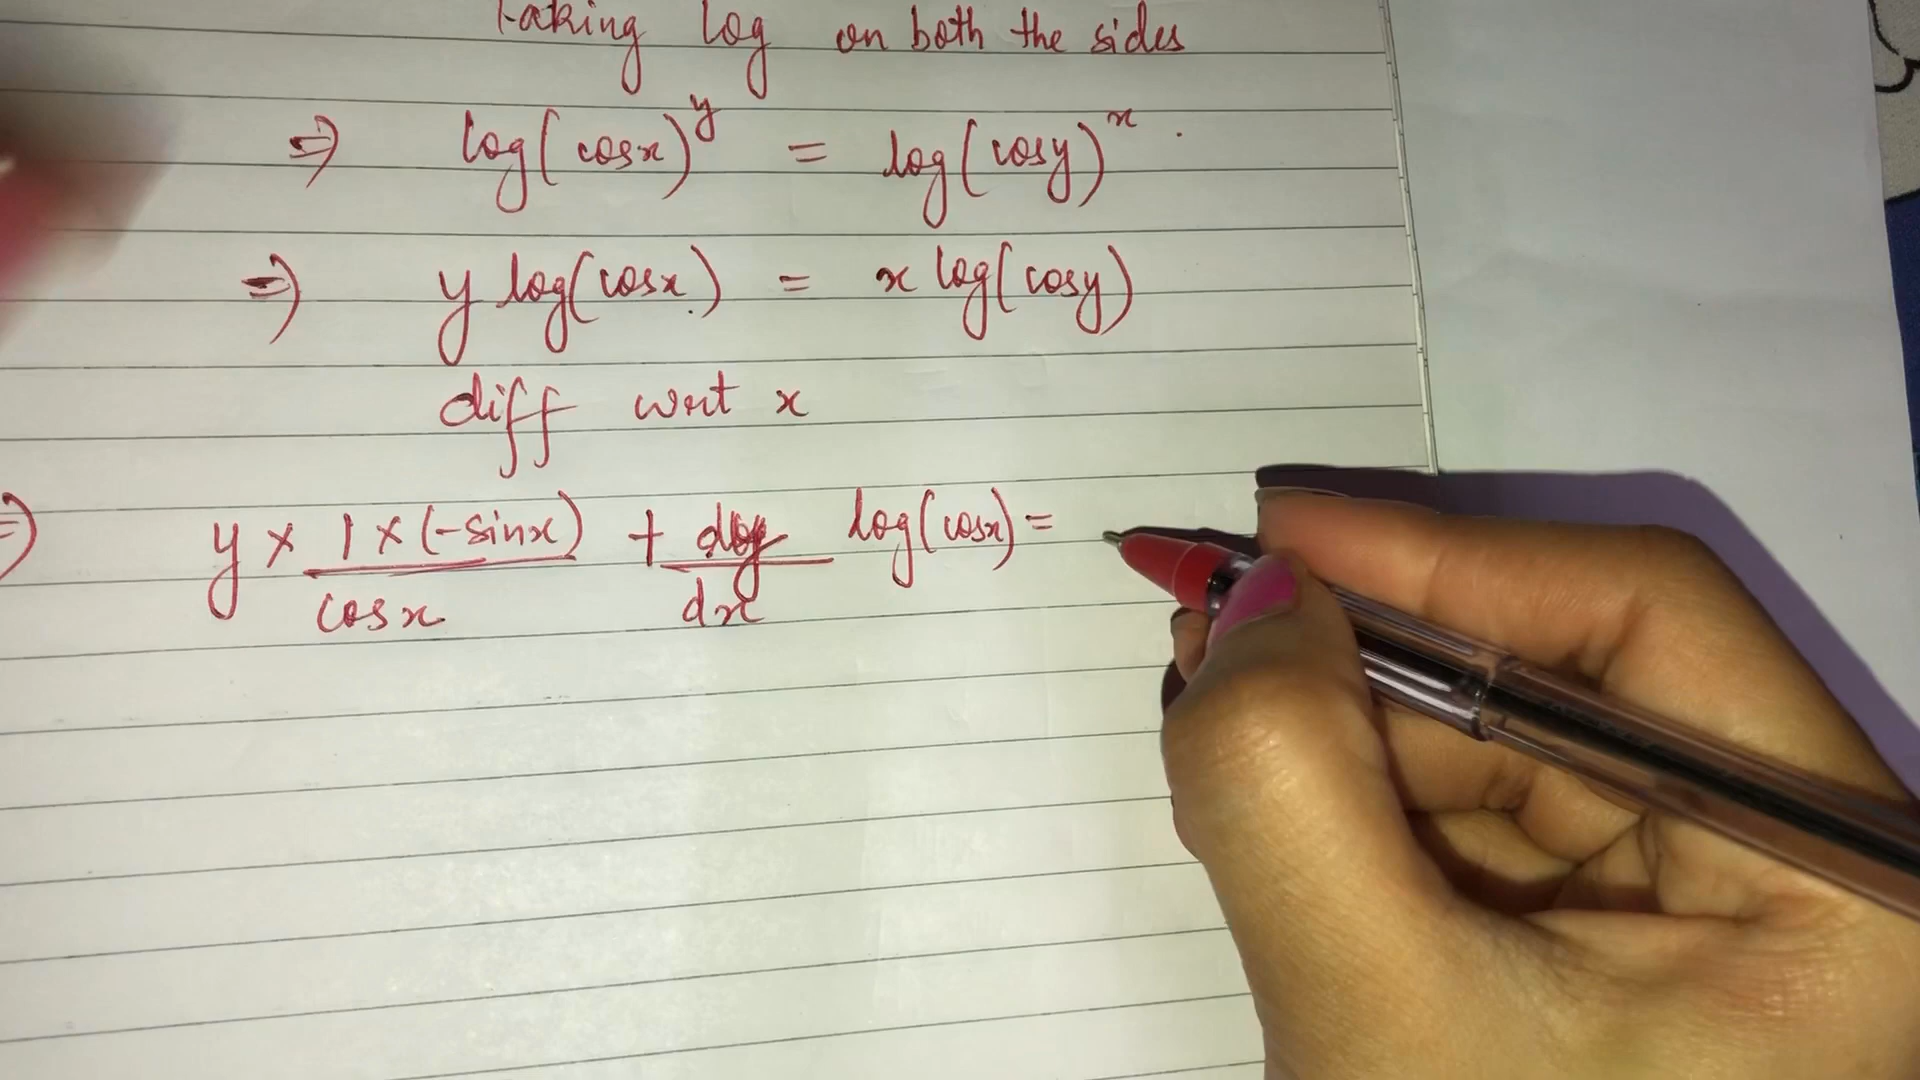 Taking log on both the sides
⇒ log(cosx)^y = log(cosy)^x .
⇒ y log(cosx) = x log(cosy)
diff wrt x
⇒ y × 1 × (-sinx) / cosx + dy/dx log(cosx) =